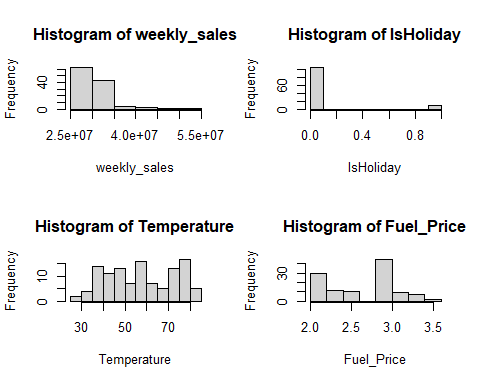 Histogram of weekly_sales
Frequency
0 40
2.5e+07 4.0e+07 5.5e+07
weekly_sales
Histogram of IsHoliday
Frequency
0 60
0.0 0.4 0.8
IsHoliday
Histogram of Temperature
Frequency
0 10
30 50 70
Temperature
Histogram of Fuel_Price
Frequency
0 30
2.0 2.5 3.0 3.5
Fuel_Price